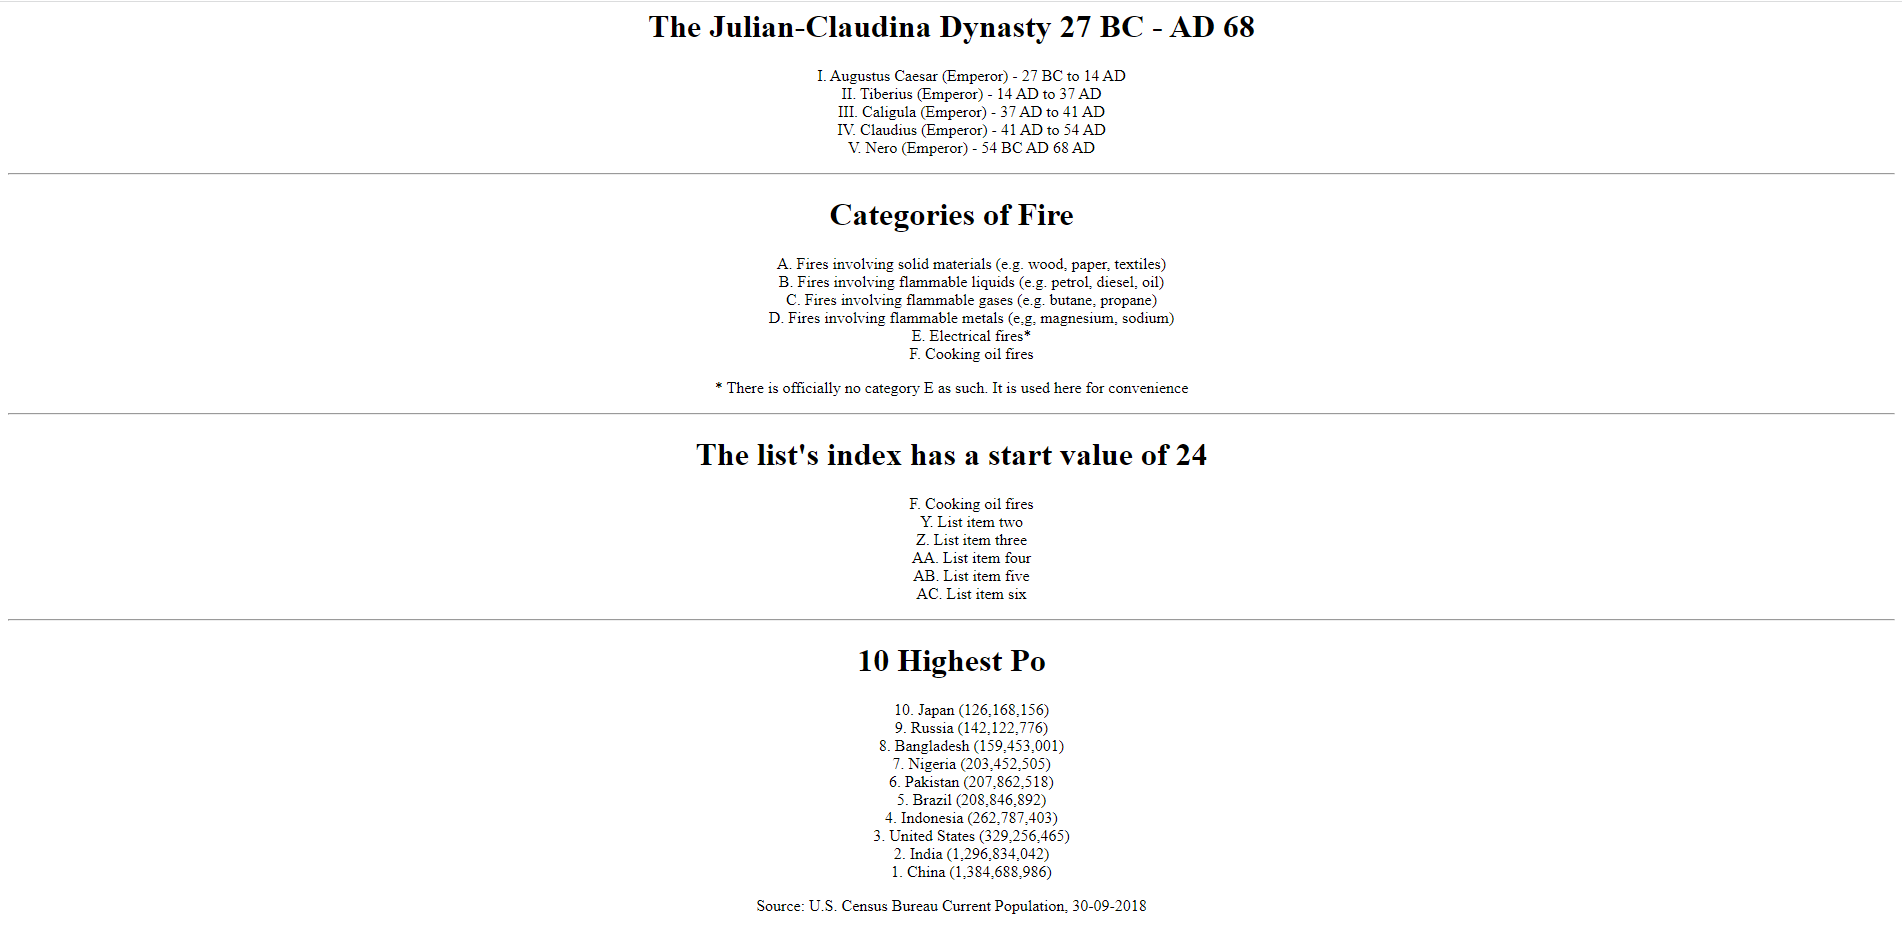 The Julian-Claudina Dynasty 27 BC - AD 68
I. Augustus Caesar (Emperor) - 27 BC to 14 AD
II. Tiberius (Emperor) - 14 AD to 37 AD
III. Caligula (Emperor) - 37 AD to 41 AD
IV. Claudius (Emperor) - 41 AD to 54 AD
V. Nero (Emperor) - 54 BC AD 68 AD
Categories of Fire
A. Fires involving solid materials (e.g. wood, paper, textiles)
B. Fires involving flammable liquids (e.g. petrol, diesel, oil)
C. Fires involving flammable gases (e.g. butane, propane)
D. Fires involving flammable metals (e,g, magnesium, sodium)
E. Electrical fires*
F. Cooking oil fires
* There is officially no category E as such. It is used here for convenience
The list's index has a start value of 24
F. Cooking oil fires
Y. List item two
Z. List item three
AA. List item four
AB. List item five
AC. List item six
10 Highest Po
10. Japan (126,168,156)
9. Russia (142,122,776)
8. Bangladesh (159,453,001)
7. Nigeria (203,452,505)
6. Pakistan (207,862,518)
5. Brazil (208,846,892)
4. Indonesia (262,787,403)
3. United States (329,256,465)
2. India (1,296,834,042)
1. China (1,384,688,986)
Source: U.S. Census Bureau Current Population, 30-09-2018